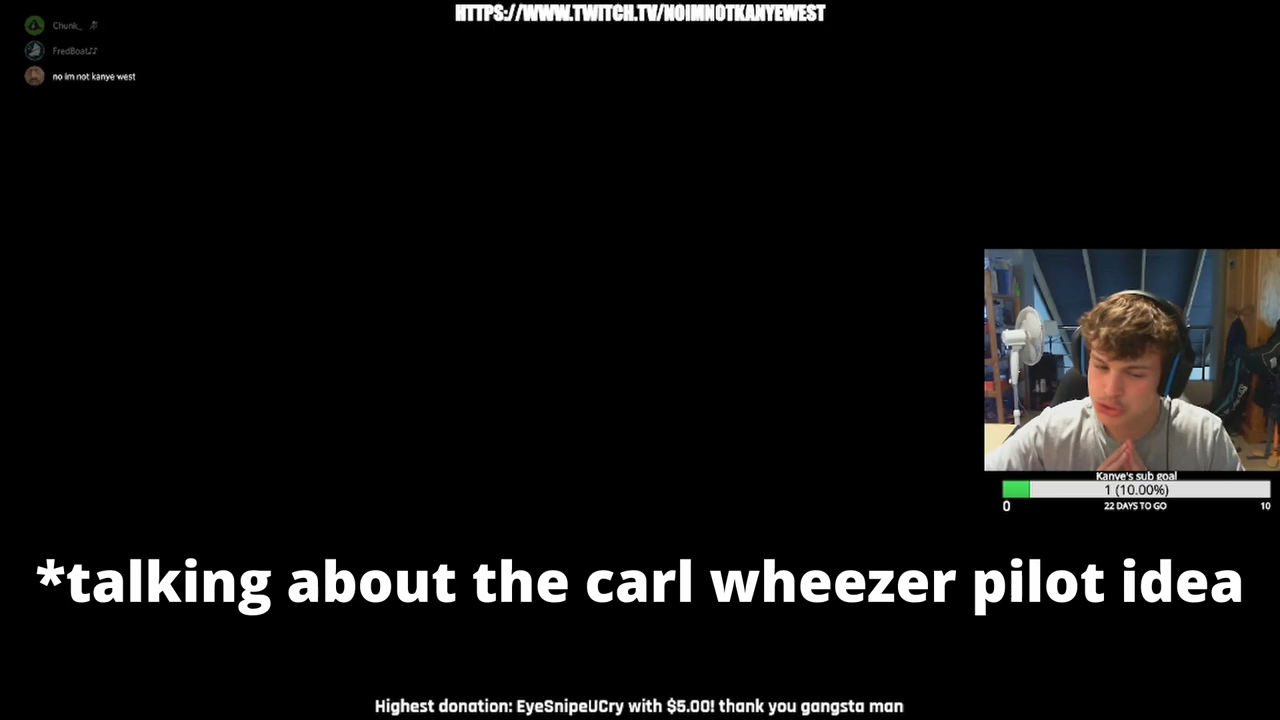 HTTPS://WWW.TWITCH.TV/NOIMNOTKANYEWEST
Chunk_
FredBoat♪♪
no im not kanye west
Kanye's sub goal
1 (10.00%)
0
22 DAYS TO GO
10
*talking about the carl wheezer pilot idea
Highest donation: EyeSnipeUCry with $5.00! thank you gangsta man